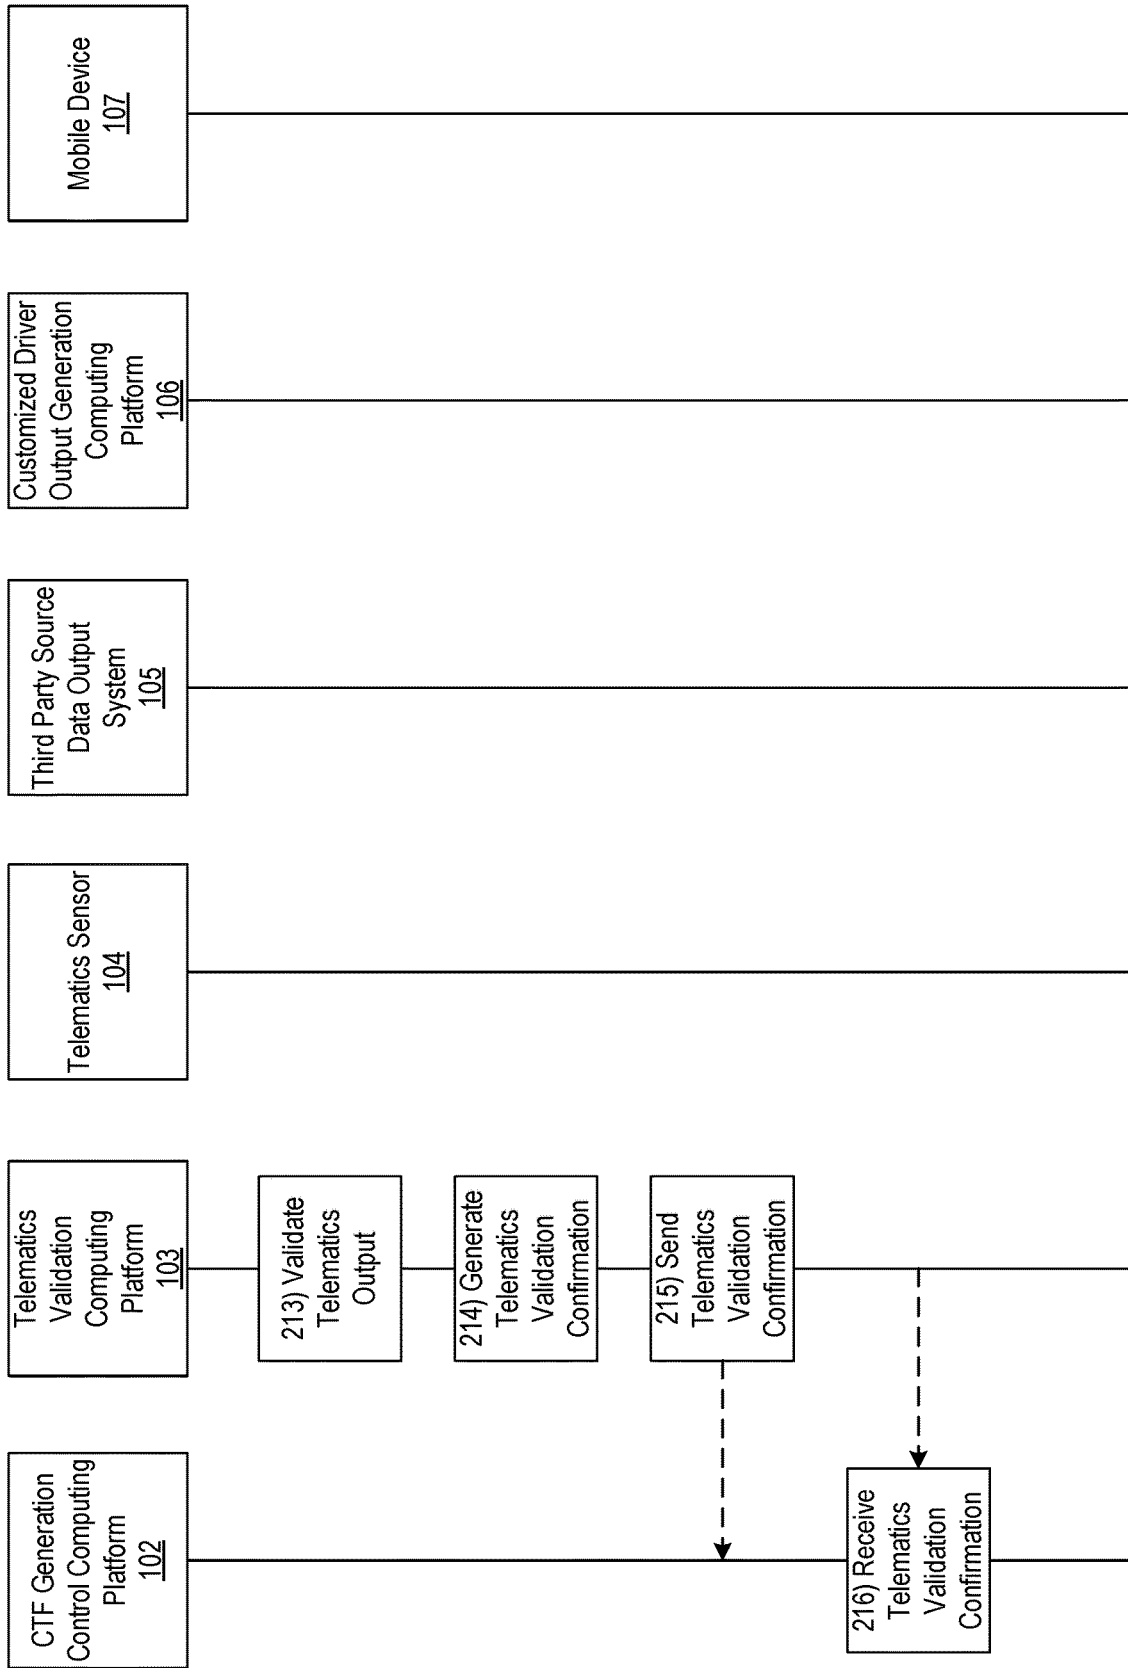 CTF Generation
Control Computing
Platform
102
Telematics
Validation
Computing
Platform
103
Telematics Sensor
104
Third Party Source
Data Output
System
105
Customized Driver
Output Generation
Computing
Platform
106
Mobile Device
107
213) Validate
Telematics
Output
214) Generate
Telematics
Validation
Confirmation
215) Send
Telematics
Validation
Confirmation
216) Receive
Telematics
Validation
Confirmation